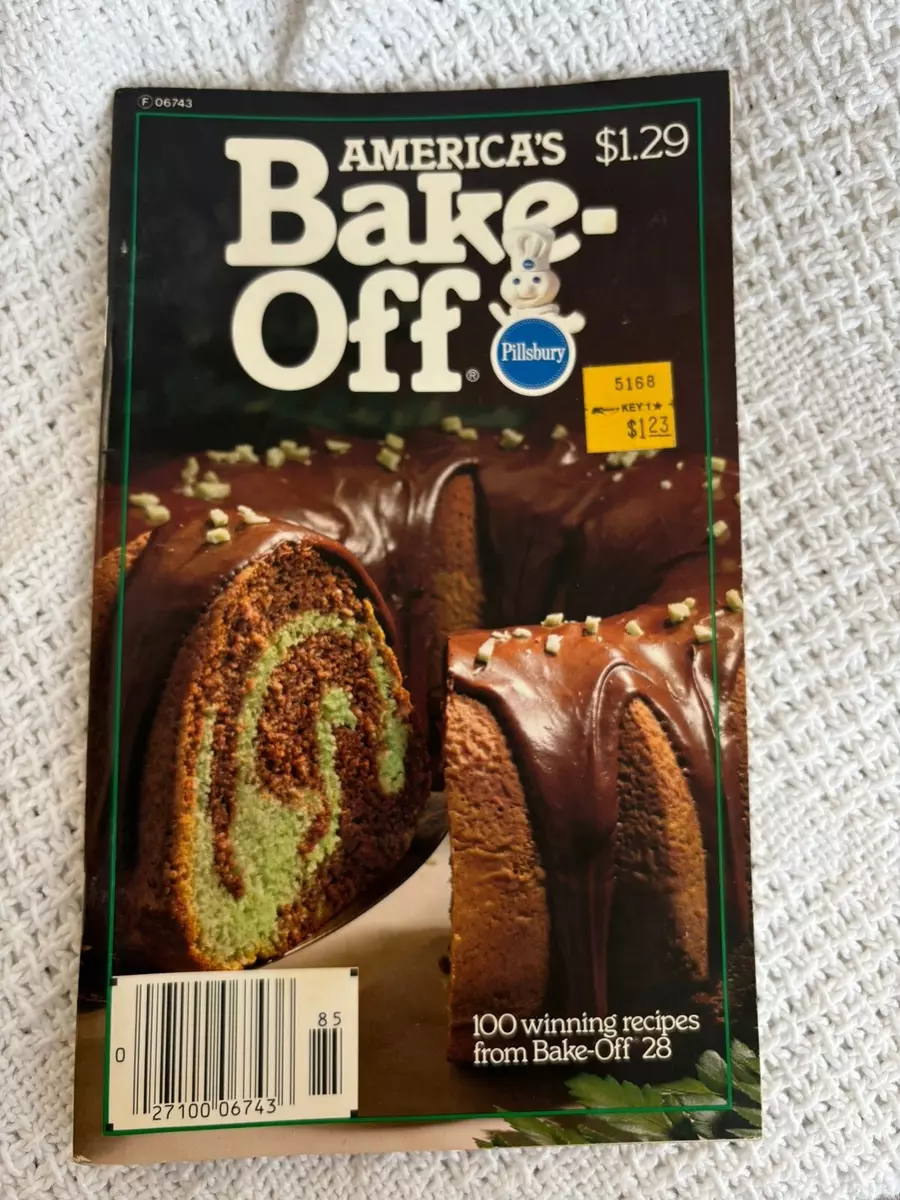 F 06743
AMERICA'S
$1.29
Bake-
Off®
Pillsbury
5168
KEY 1★
$1.23
100 winning recipes
from Bake-Off® 28
85
0
27100 06743